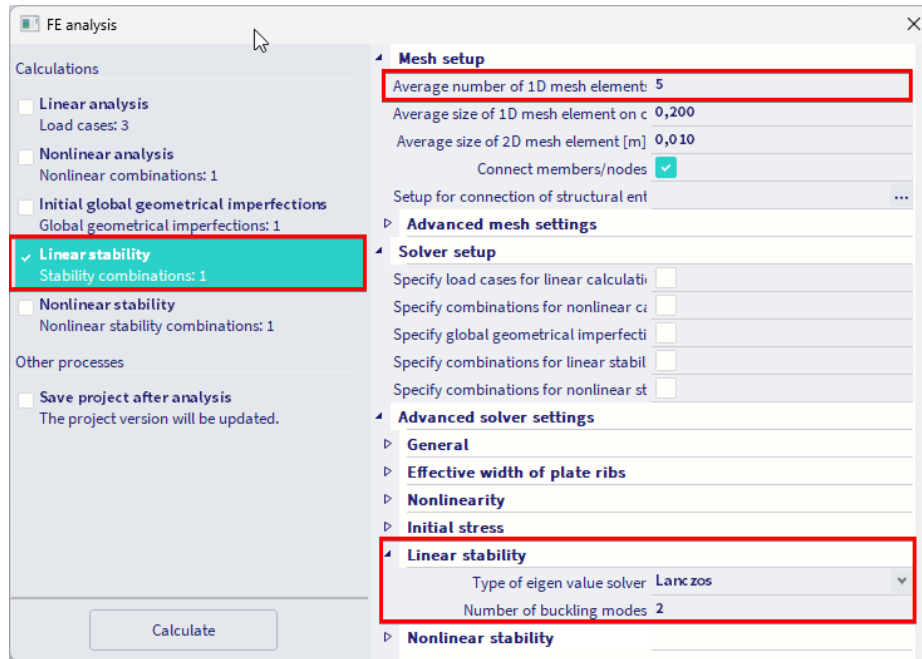 FE analysis
Calculations
Linear analysis
Load cases: 3
Nonlinear analysis
Nonlinear combinations: 1
Initial global geometrical imperfections
Global geometrical imperfections: 1
Linear stability
Stability combinations: 1
Nonlinear stability
Nonlinear stability combinations: 1
Other processes
Save project after analysis
The project version will be updated.
Calculate
Mesh setup
Average number of 1D mesh element: 5
Average size of 1D mesh element on c 0,200
Average size of 2D mesh element [m] 0,010
Connect members/nodes
Setup for connection of structural ent ...
Advanced mesh settings
Solver setup
Specify load cases for linear calculati
Specify combinations for nonlinear ca
Specify global geometrical imperfecti
Specify combinations for linear stabil
Specify combinations for nonlinear st
Advanced solver settings
General
Effective width of plate ribs
Nonlinearity
Initial stress
Linear stability
Type of eigen value solver Lanczos
Number of buckling modes 2
Nonlinear stability